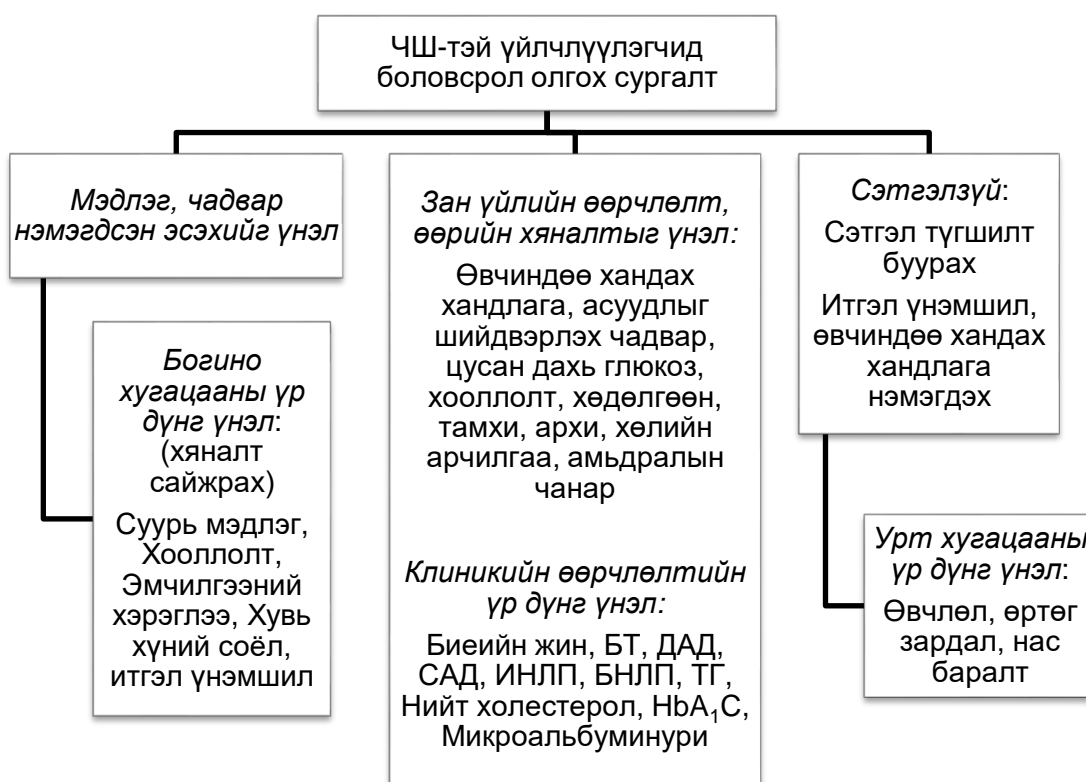 ЧШ-тэй үйлчлүүлэгчид
боловсрол олгох сургалт
Мэдлэг, чадвар
нэмэгдсэн эсэхийг үнэл
Богино
хугацааны үр
дүнг үнэл:
(хяналт
сайжрах)
Суурь мэдлэг,
Хооллолт,
Эмчилгээний
хэрэглээ, Хувь
хүний соёл,
итгэл үнэмшил
Зан үйлийн өөрчлөлт,
өөрийн хяналтыг үнэл:
Өвчиндөө хандах
хандлага, асуудлыг
шийдвэрлэх чадвар,
цусан дахь глюкоз,
хооллолт, хөдөлгөөн,
тамхи, архи, хөлийн
арчилгаа, амьдралын
чанар
Клиникийн өөрчлөлтийн
үр дүнг үнэл:
Биеийн жин, БТ, ДАД,
САД, ИНЛП, БНЛП, ТГ,
Нийт холестерол, HbA₁C,
Микроальбуминури
Сэтгэлзүй:
Сэтгэл түгшилт
буурах
Итгэл үнэмшил,
өвчиндөө хандах
хандлага
нэмэгдэх
Урт хугацааны
үр дүнг үнэл:
Өвчлөл, өртөг
зардал, нас
баралт